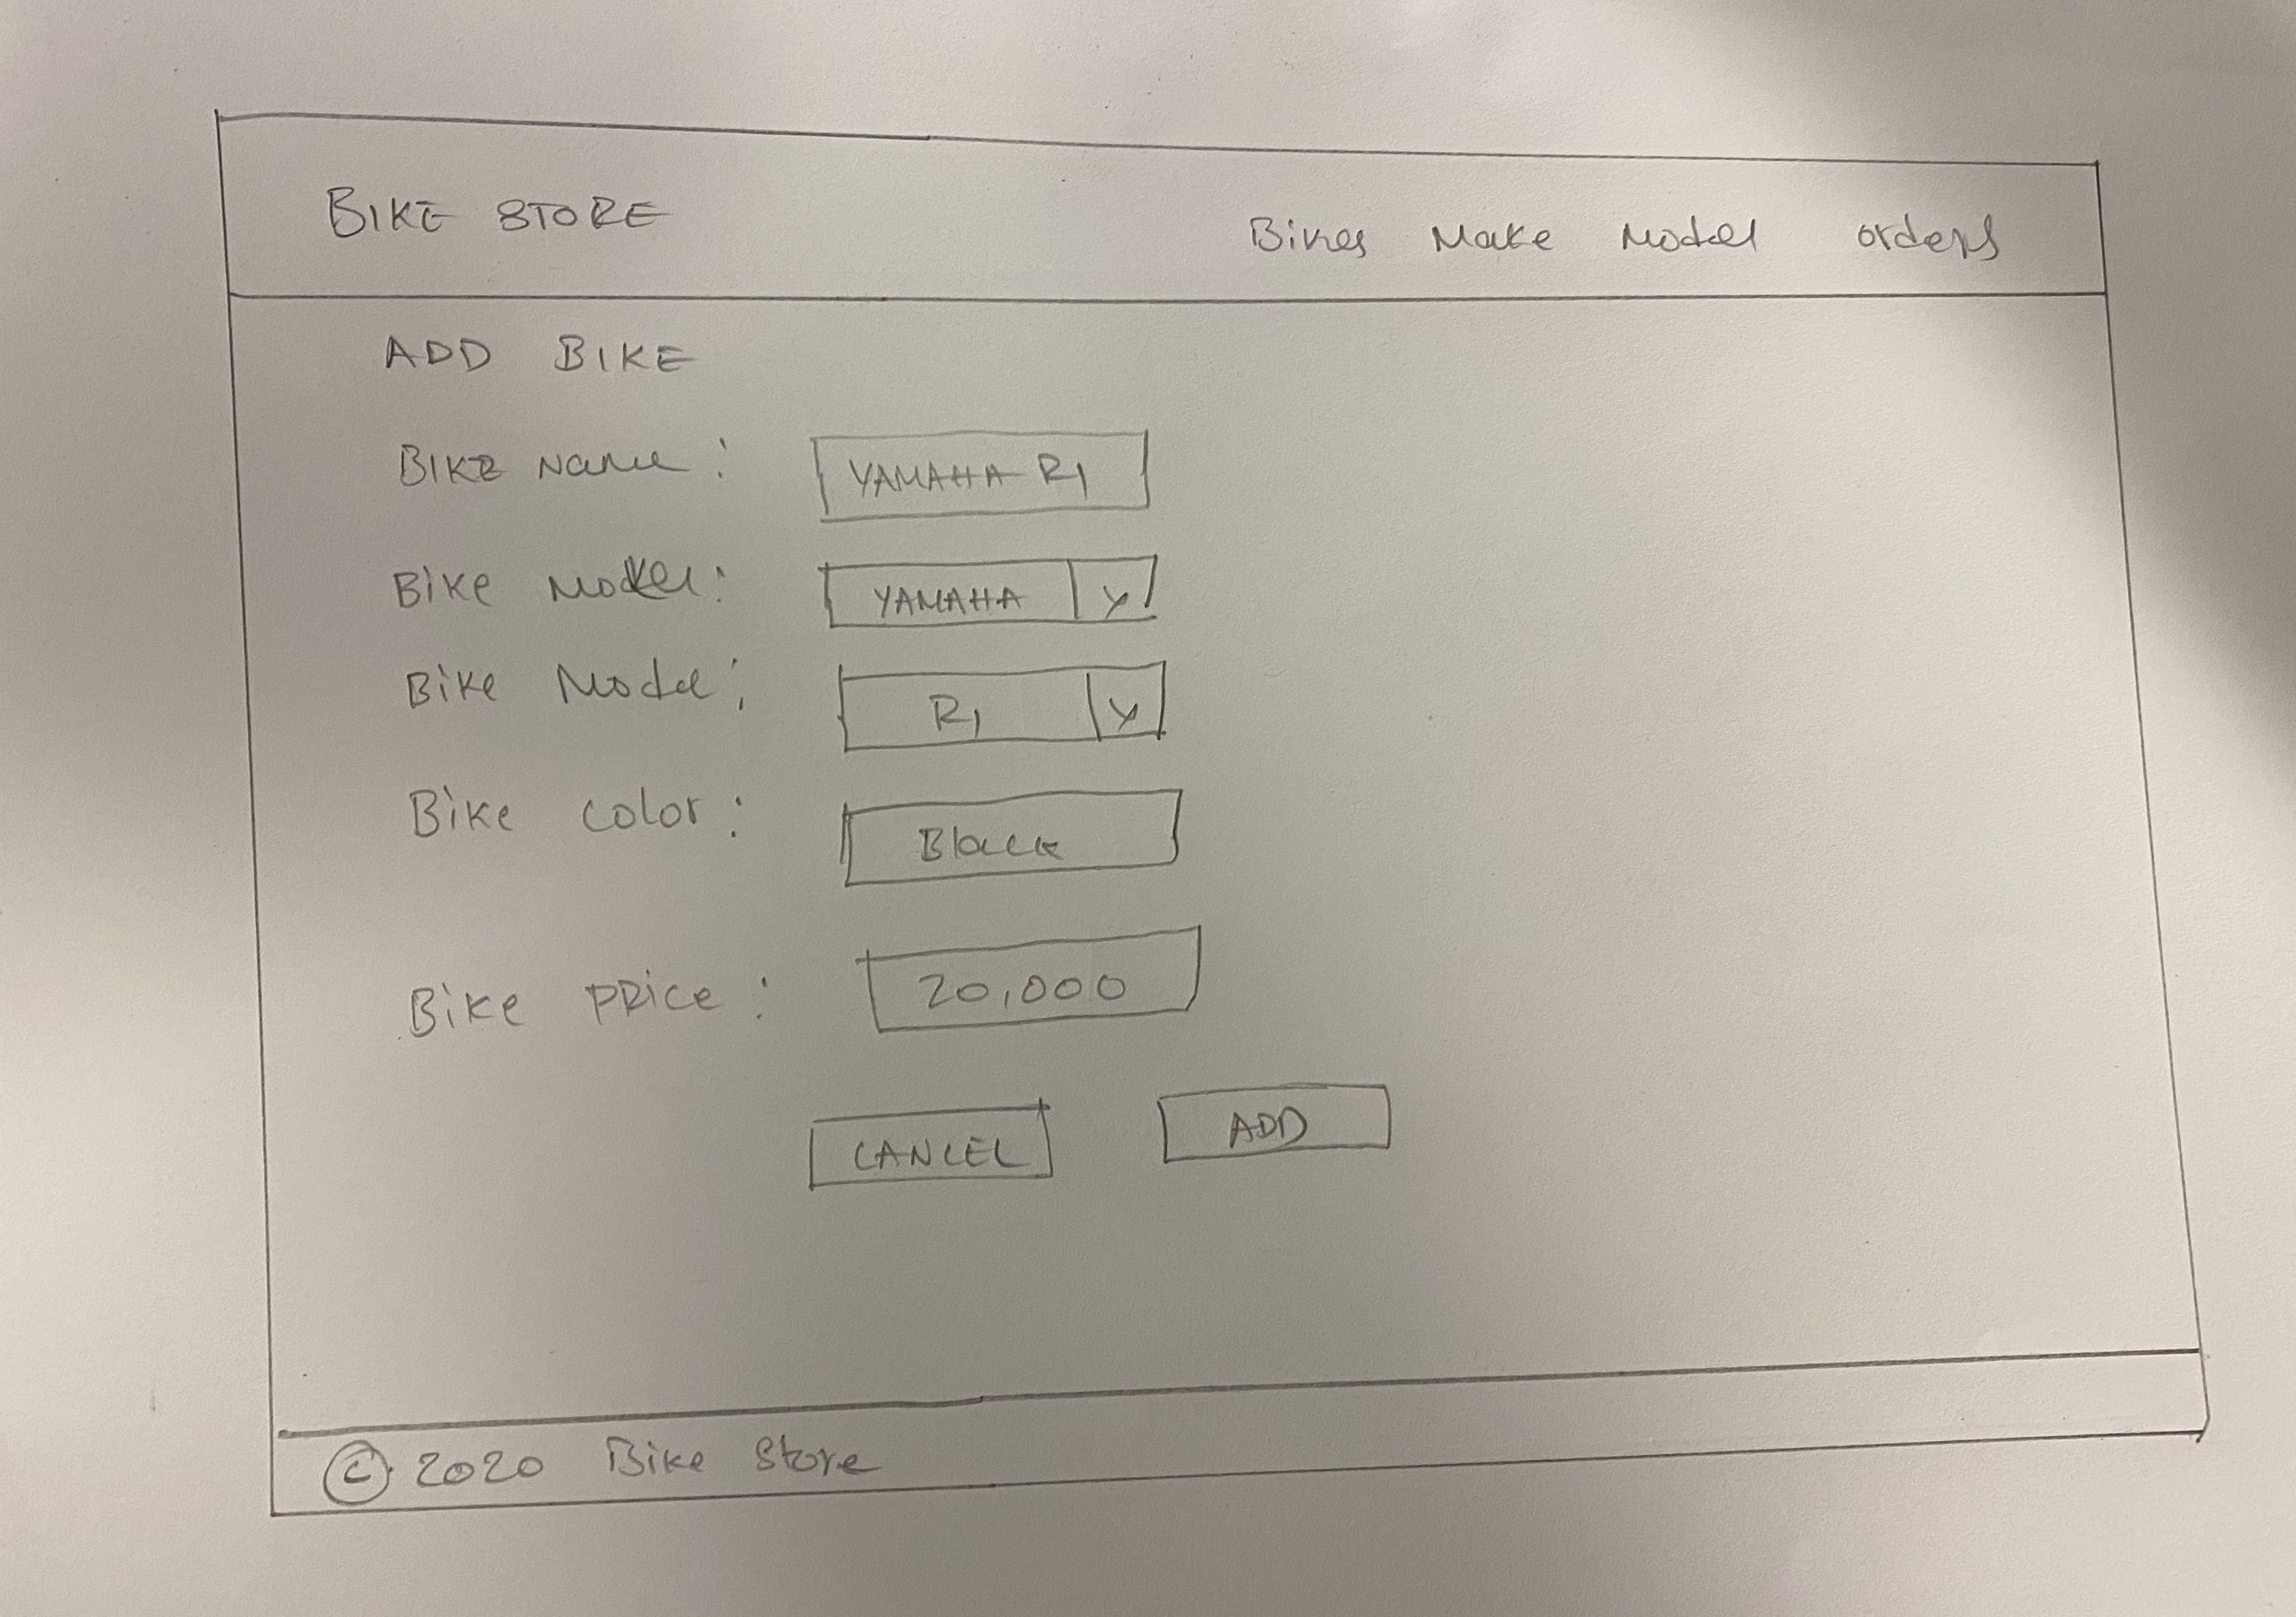 BIKE STORE
Bikes Make Model orders
ADD BIKE
BIKE Name : YAMAHA R1
Bike Model: YAMAHA
Bike Model: R1
Bike color: Black
Bike PRice: 20,000
CANCEL ADD
© 2020 Bike Store